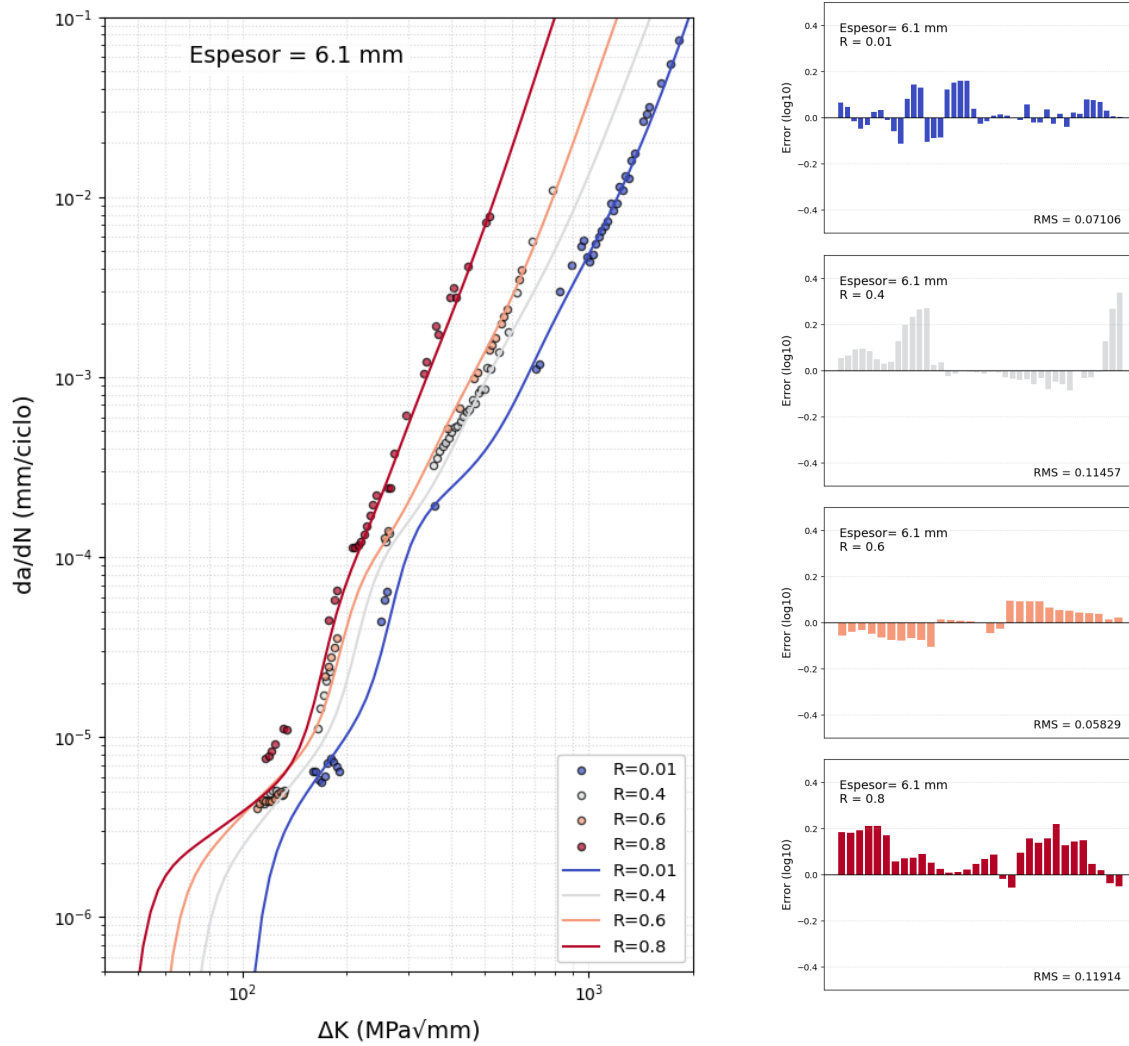 Espesor = 6.1 mm
da/dN (mm/ciclo)
10⁻¹
10⁻²
10⁻³
10⁻⁴
10⁻⁵
10⁻⁶
10²
10³
ΔK (MPa√mm)
R=0.01
R=0.4
R=0.6
R=0.8
R=0.01
R=0.4
R=0.6
R=0.8
Espesor= 6.1 mm
R = 0.01
Error (log10)
0.4
0.2
0.0
−0.2
−0.4
RMS = 0.07106
Espesor= 6.1 mm
R = 0.4
Error (log10)
0.4
0.2
0.0
−0.2
−0.4
RMS = 0.11457
Espesor= 6.1 mm
R = 0.6
Error (log10)
0.4
0.2
0.0
−0.2
−0.4
RMS = 0.05829
Espesor= 6.1 mm
R = 0.8
Error (log10)
0.4
0.2
0.0
−0.2
−0.4
RMS = 0.11914